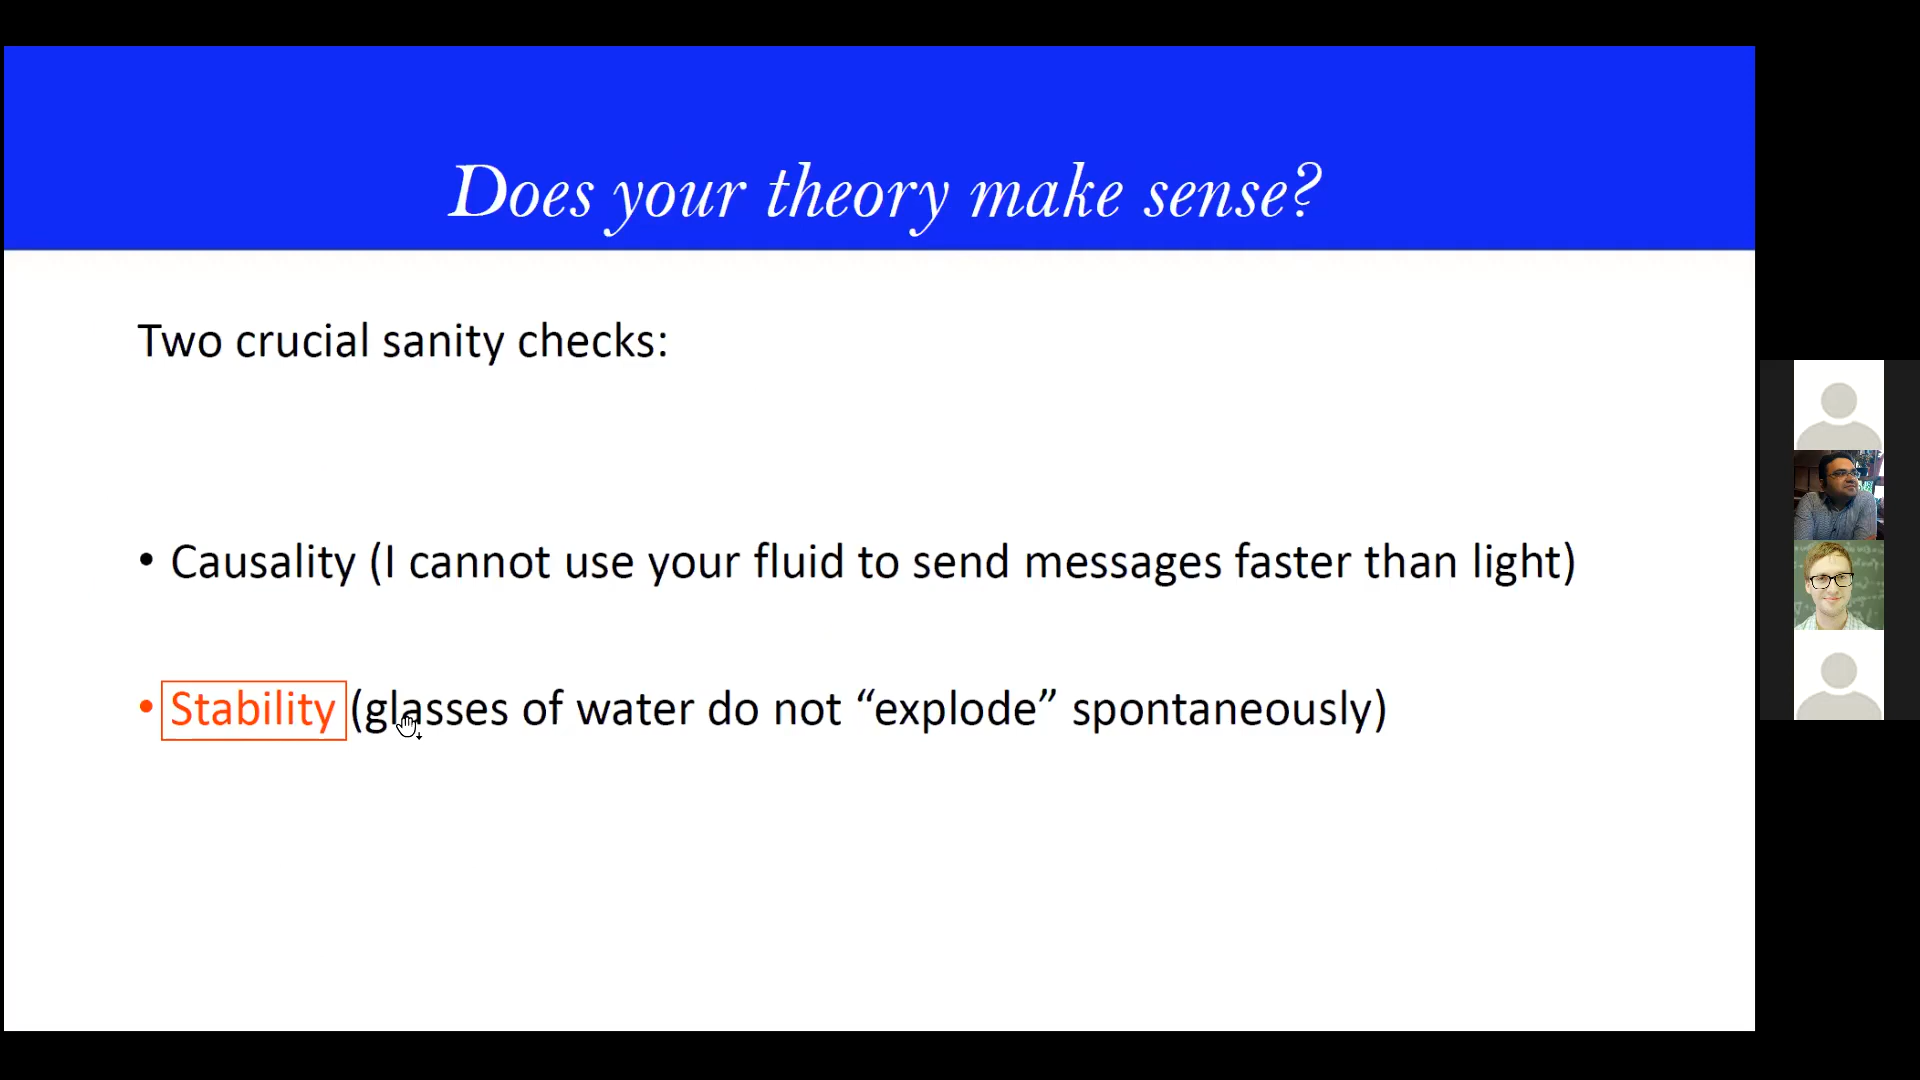 Does your theory make sense?
Two crucial sanity checks:
• Causality (I cannot use your fluid to send messages faster than light)
• Stability (glasses of water do not “explode” spontaneously)